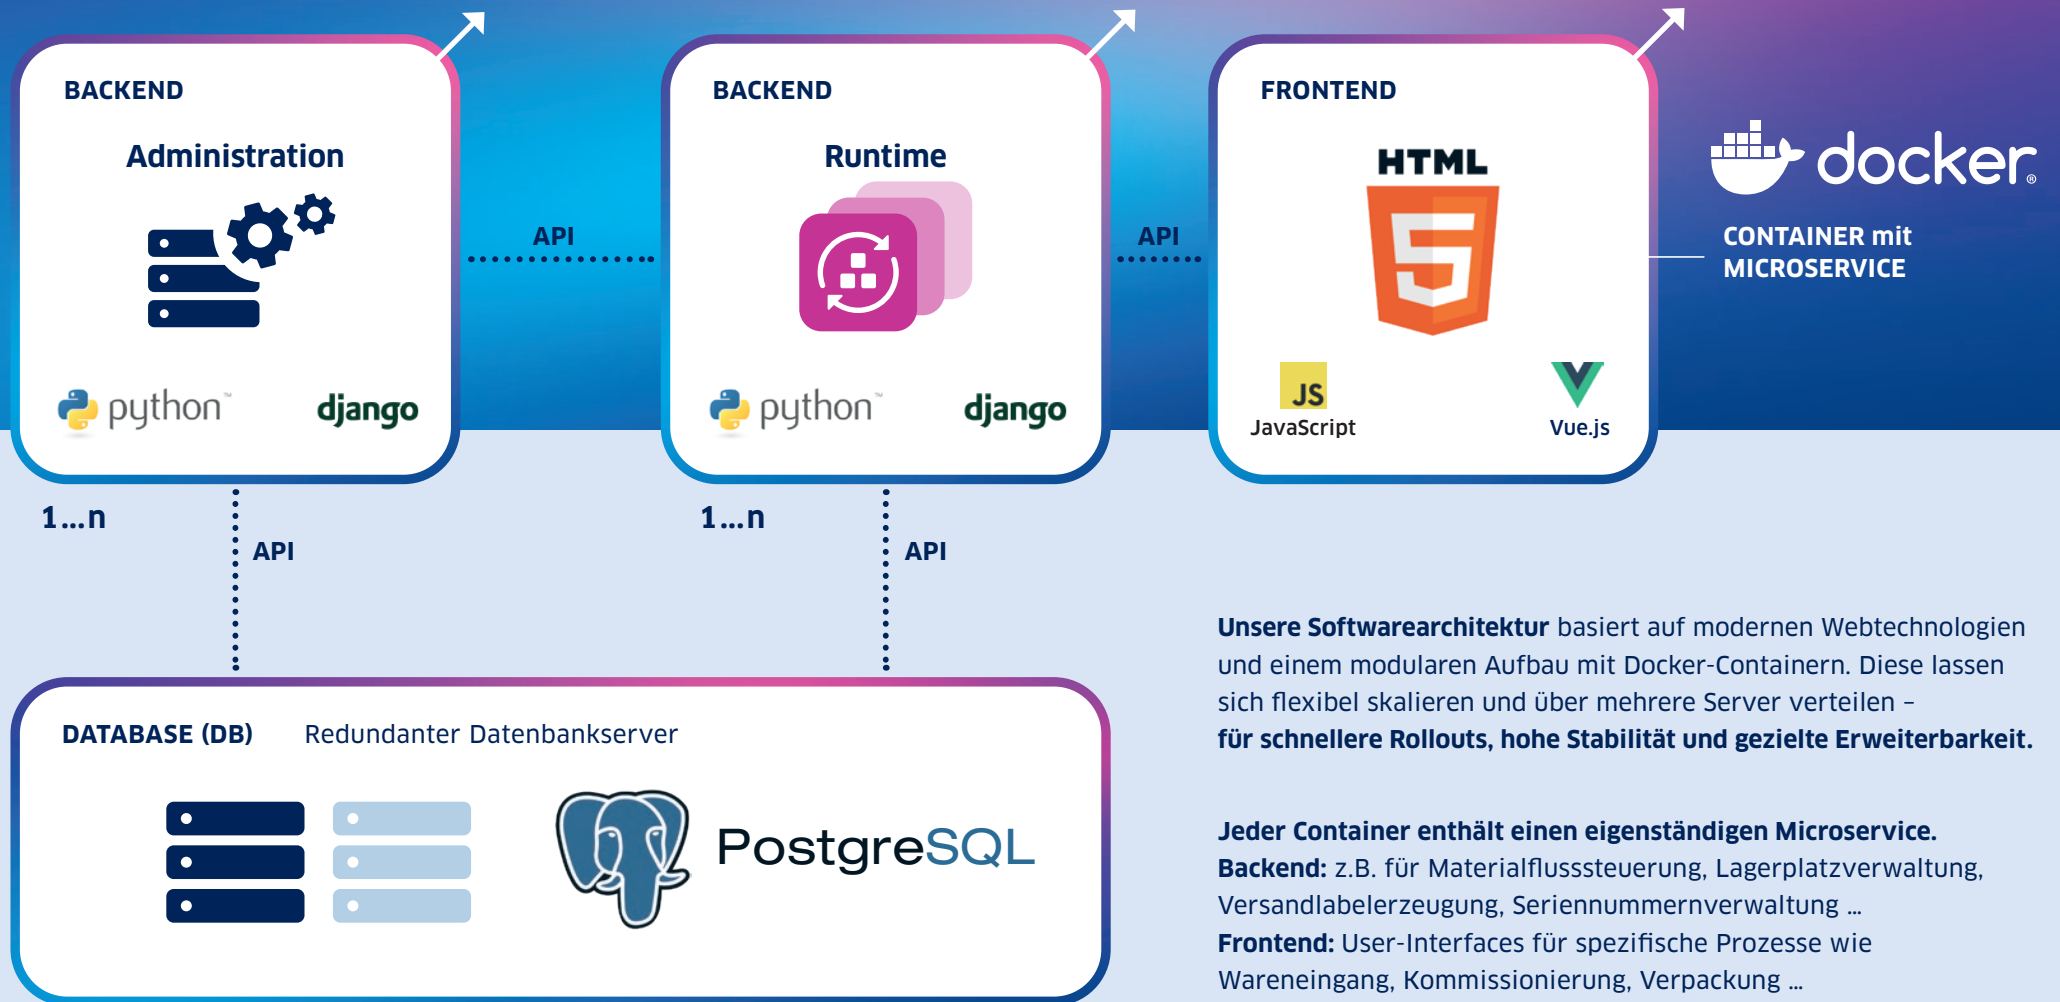 BACKEND
Administration
python™
django
1...n
API
API
BACKEND
Runtime
python™
django
1...n
API
API
FRONTEND
HTML
5
JS
JavaScript
Vue.js
docker®
CONTAINER mit
MICROSERVICE
DATABASE (DB) Redundanter Datenbankserver
PostgreSQL
Unsere Softwarearchitektur basiert auf modernen Webtechnologien
und einem modularen Aufbau mit Docker-Containern. Diese lassen
sich flexibel skalieren und über mehrere Server verteilen –
für schnellere Rollouts, hohe Stabilität und gezielte Erweiterbarkeit.
Jeder Container enthält einen eigenständigen Microservice.
Backend: z.B. für Materialflusssteuerung, Lagerplatzverwaltung,
Versandlabelerzeugung, Seriennummernverwaltung ...
Frontend: User-Interfaces für spezifische Prozesse wie
Wareneingang, Kommissionierung, Verpackung ...